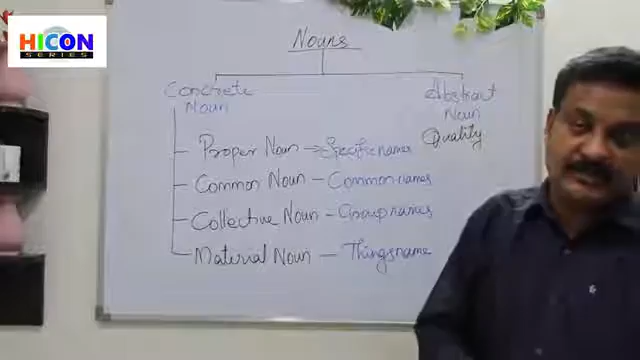 HICON
SERIES
Nouns
Concrete
Noun
Abstract
Noun
Quality
Proper Noun → Specific names
Common Noun - Common names
Collective Noun - Group names
Material Noun - Things name